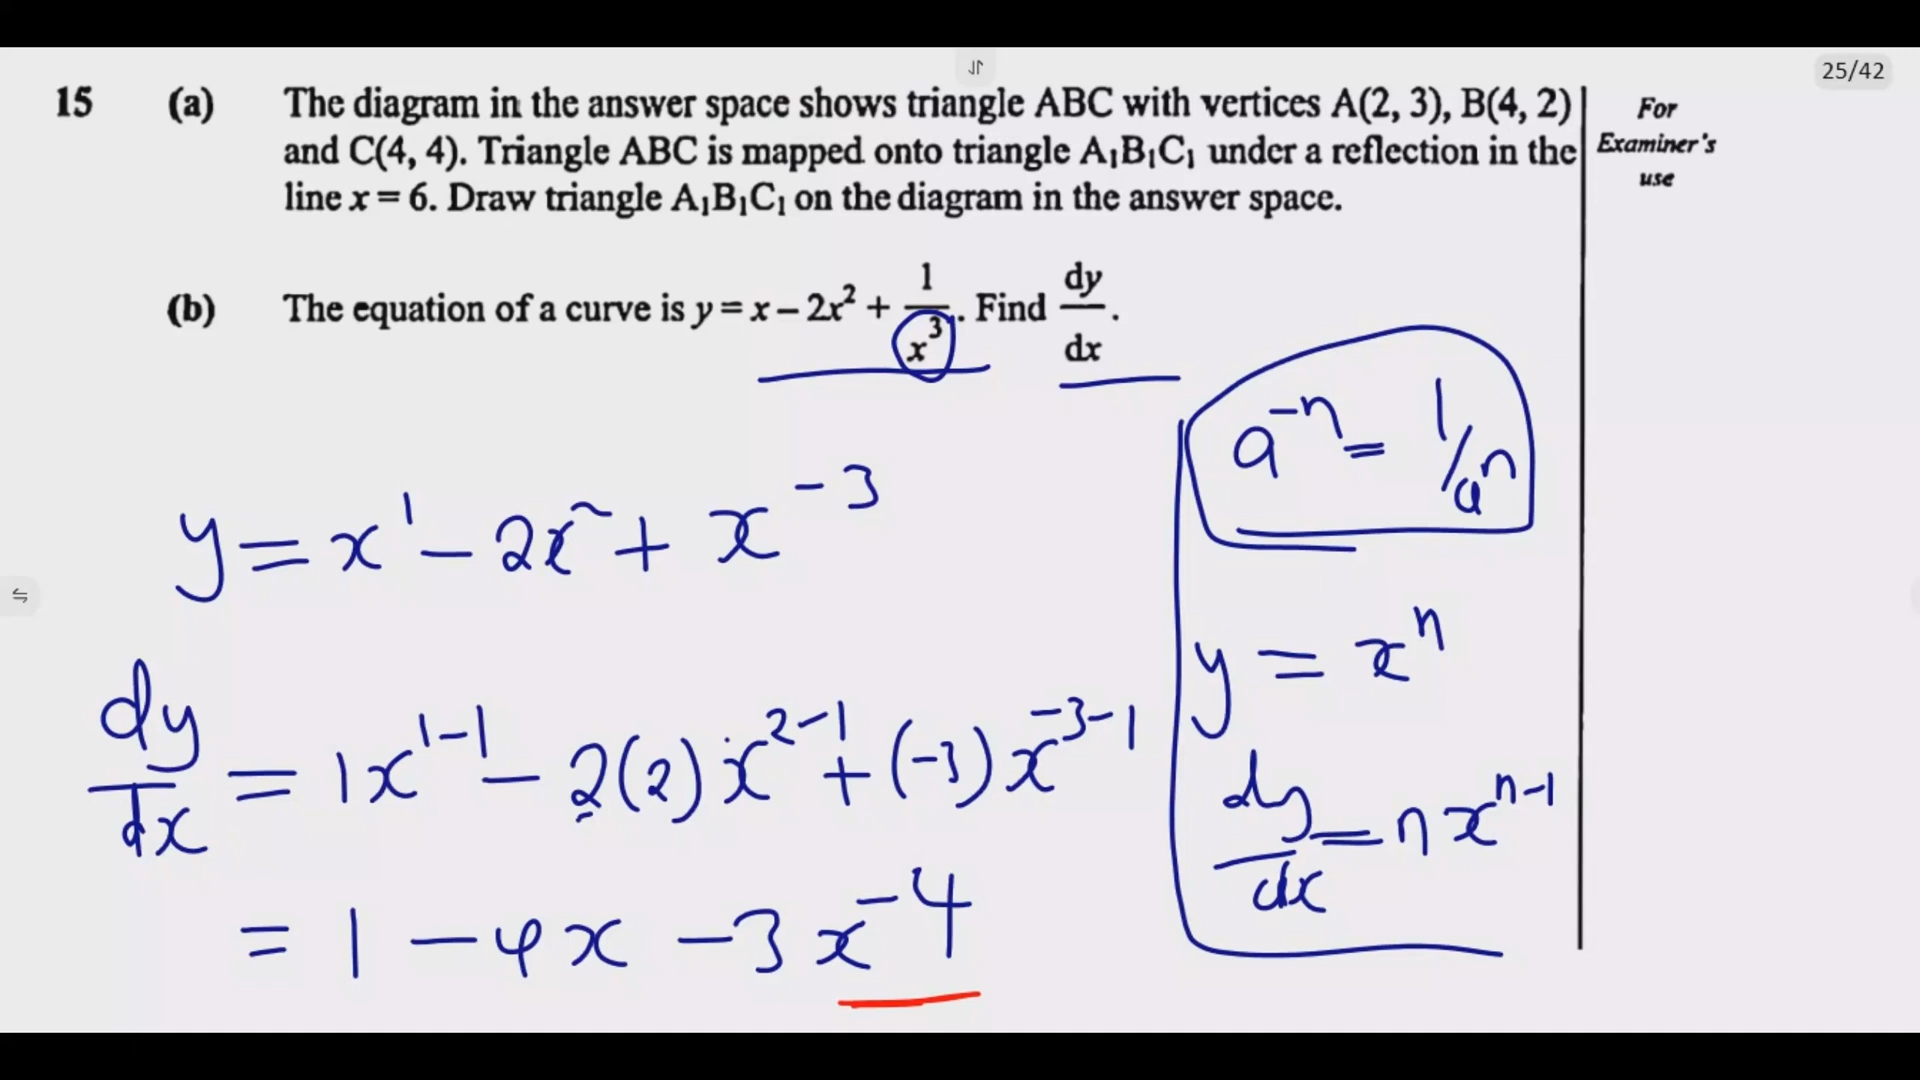 25/42
15 (a) The diagram in the answer space shows triangle ABC with vertices A(2, 3), B(4, 2)
and C(4, 4). Triangle ABC is mapped onto triangle A₁B₁C₁ under a reflection in the
line x = 6. Draw triangle A₁B₁C₁ on the diagram in the answer space.
For
Examiner's
use
(b) The equation of a curve is y = x – 2x² + 1/x³. Find dy/dx.
a⁻ⁿ = 1/aⁿ
y = x¹ – 2x² + x⁻³
y = xⁿ
dy/dx = 1x¹⁻¹ – 2(2)x²⁻¹ + (-3)x⁻³⁻¹
dy/dx = nxⁿ⁻¹
= 1 – 4x – 3x⁻⁴